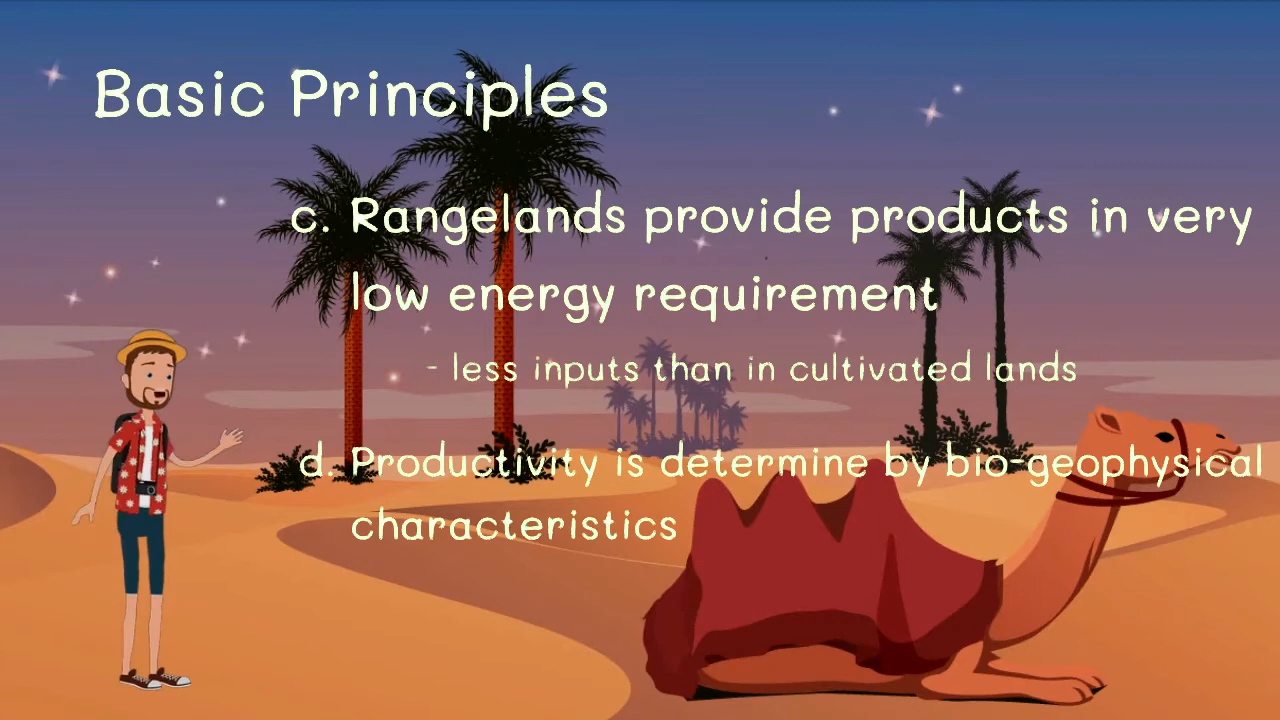 Basic Principles
c. Rangelands provide products in very
low energy requirement
- less inputs than in cultivated lands
d. Productivity is determine by bio-geophysical
characteristics